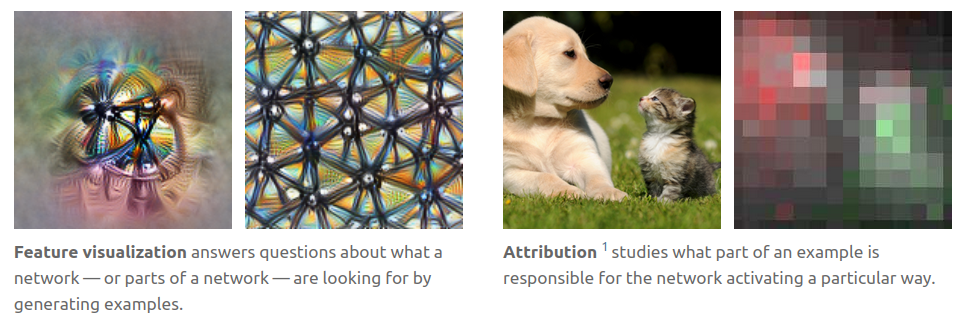 Feature visualization answers questions about what a
network — or parts of a network — are looking for by
generating examples.
Attribution 1 studies what part of an example is
responsible for the network activating a particular way.